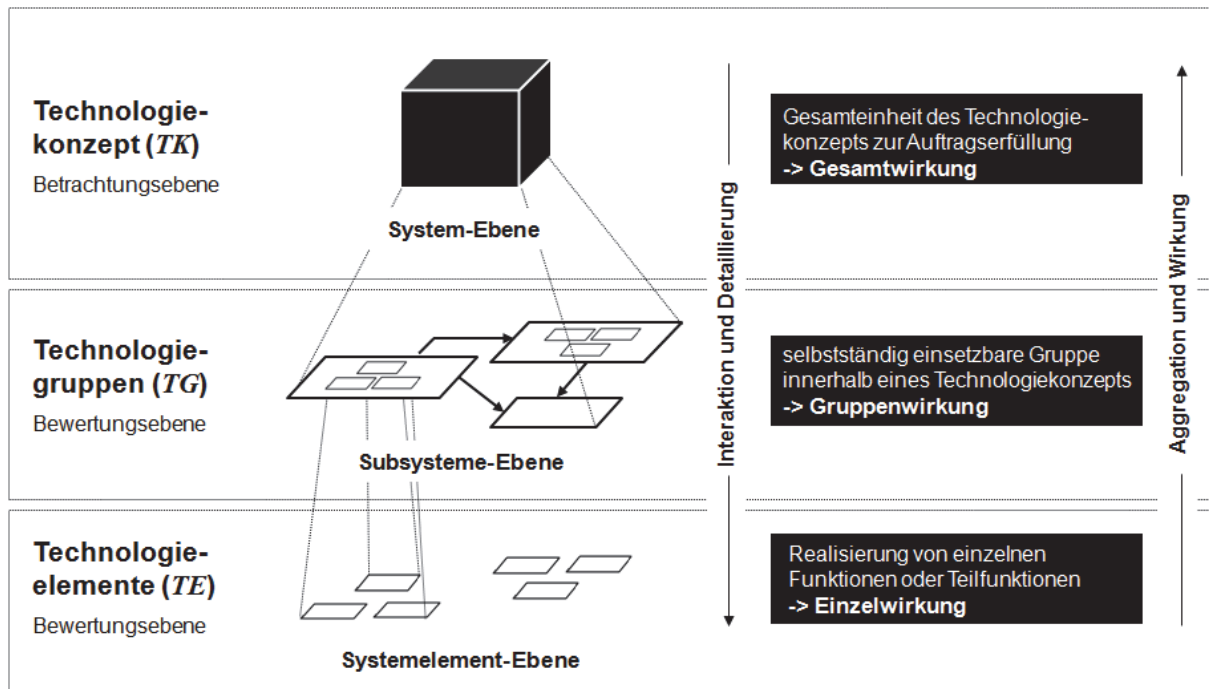 Technologie-
konzept (TK)
Betrachtungsebene
System-Ebene
Gesamteinheit des Technologie-
konzepts zur Auftragserfüllung
-> Gesamtwirkung
Interaktion und Detaillierung
Aggregation und Wirkung
Technologie-
gruppen (TG)
Bewertungsebene
Subsysteme-Ebene
selbstständig einsetzbare Gruppe
innerhalb eines Technologiekonzepts
-> Gruppenwirkung
Technologie-
elemente (TE)
Bewertungsebene
Systemelement-Ebene
Realisierung von einzelnen
Funktionen oder Teilfunktionen
-> Einzelwirkung